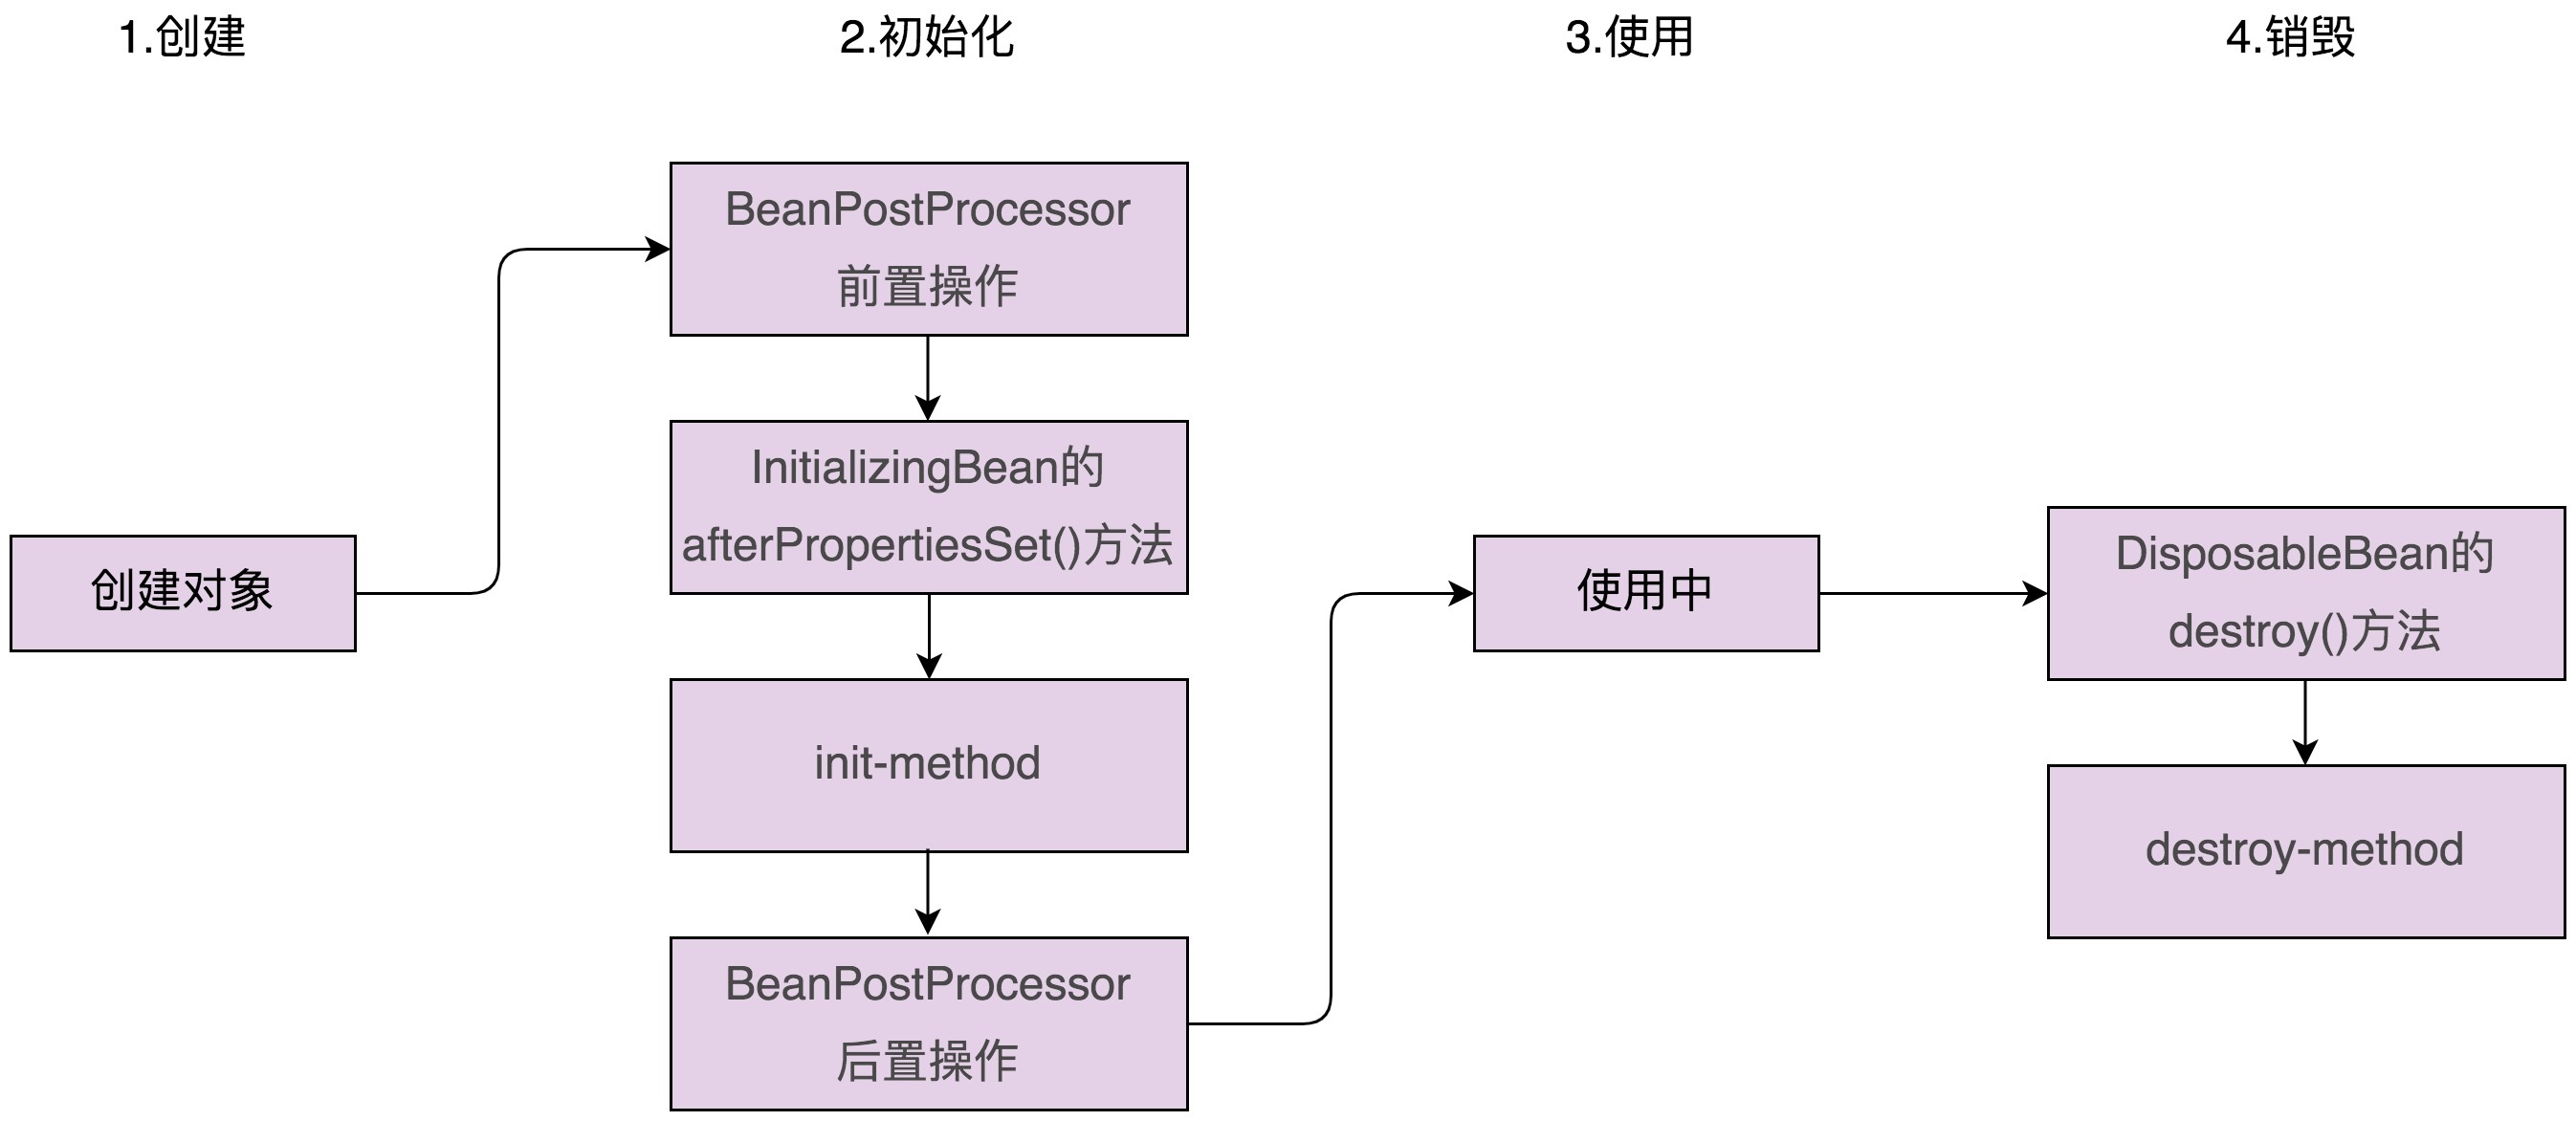 1.创建
2.初始化
3.使用
4.销毁
创建对象
BeanPostProcessor
前置操作
InitializingBean的
afterPropertiesSet()方法
init-method
BeanPostProcessor
后置操作
使用中
DisposableBean的
destroy()方法
destroy-method